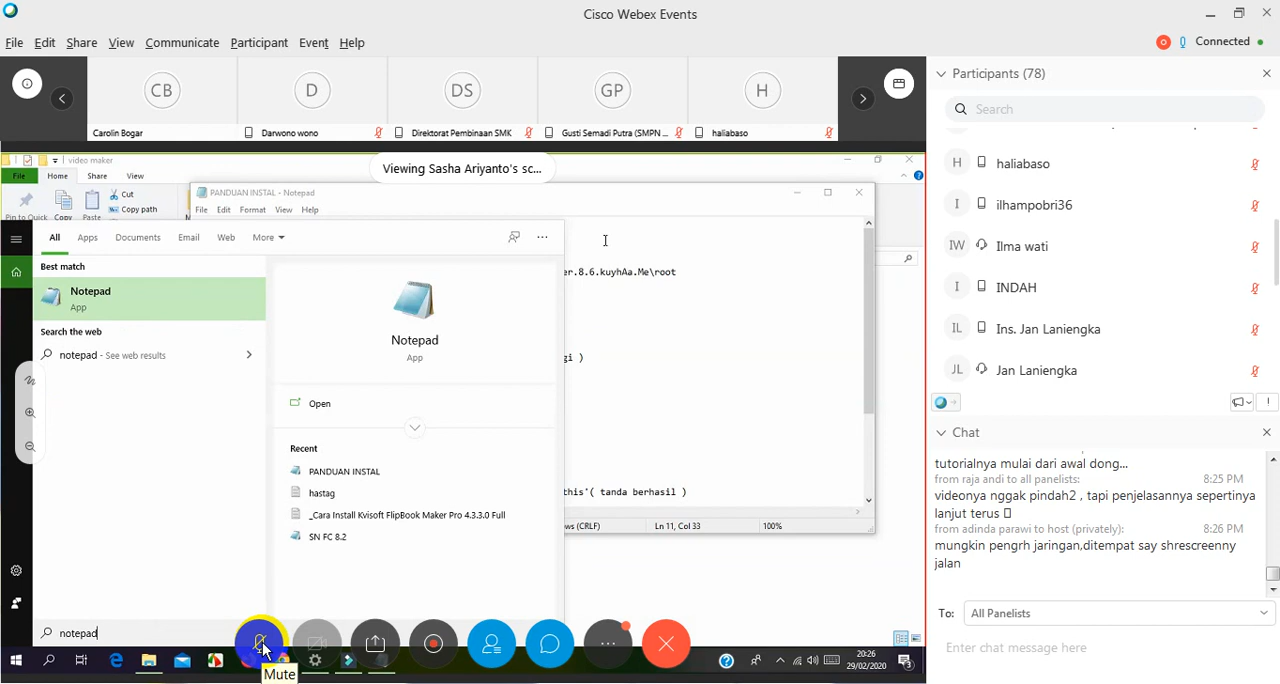 Cisco Webex Events
File Edit Share View Communicate Participant Event Help
Connected
CB
D
DS
GP
H
Carolin Bogar
Darwono wono
Direktorat Pembinaan SMK
Gusti Semadi Putra (SMPN ...
haliabaso
video maker
Viewing Sasha Ariyanto's sc...
File Home Share View
Pin to Quick
Copy
Paste
Cut
Copy path
PANDUAN INSTAL - Notepad
File Edit Format View Help
er.8.6.kuyhAa.Me\root
gi )
this'( tanda berhasil )
ows (CRLF)
Ln 11, Col 33
100%
All Apps Documents Email Web More
Best match
Notepad
App
Search the web
notepad - See web results
Notepad
App
Open
Recent
PANDUAN INSTAL
hastag
_Cara Install Kvisoft FlipBook Maker Pro 4.3.3.0 Full
SN FC 8.2
notepad
Mute
20:26
29/02/2020
3
Participants (78)
Search
H haliabaso
I ilhampobri36
IW Ilma wati
I INDAH
IL Ins. Jan Laniengka
JL Jan Laniengka
Chat
tutorialnya mulai dari awal dong...
from raja andi to all panelists: 8:25 PM
videonya nggak pindah2 , tapi penjelasannya sepertinya
lanjut terus
from adinda parawi to host (privately): 8:26 PM
mungkin pengrh jaringan,ditempat say shrescreenny
jalan
To: All Panelists
Enter chat message here